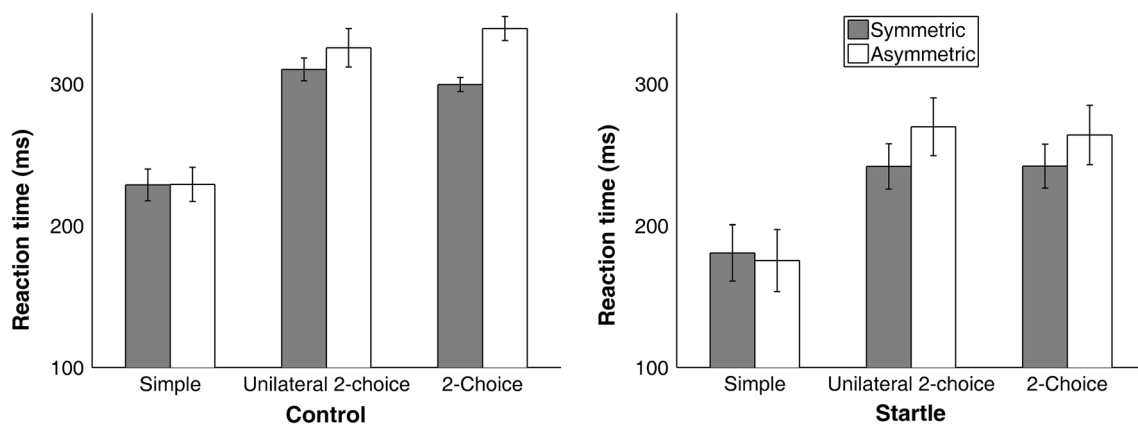 Reaction time (ms)
300
200
100
Simple
Unilateral 2-choice
2-Choice
Control
Symmetric
Asymmetric
Reaction time (ms)
300
200
100
Simple
Unilateral 2-choice
2-Choice
Startle